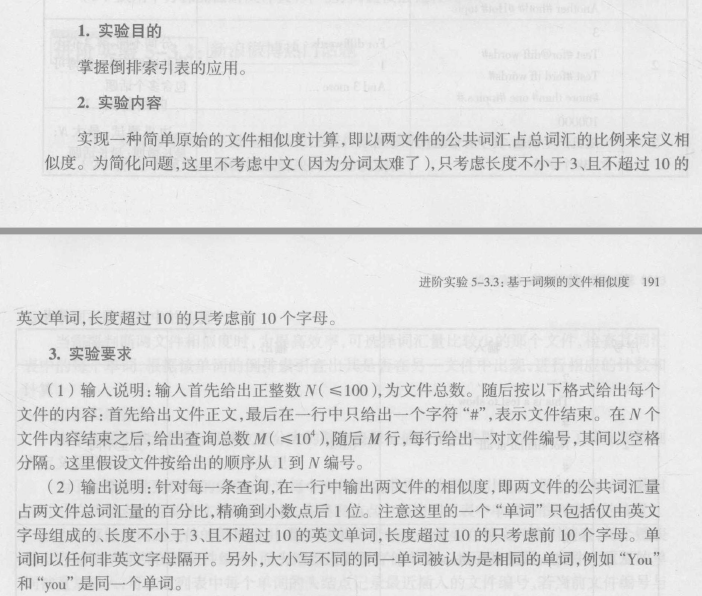 1. 实验目的
掌握倒排索引表的应用。
2. 实验内容
实现一种简单原始的文件相似度计算,即以两文件的公共词汇占总词汇的比例来定义相
似度。为简化问题,这里不考虑中文(因为分词太难了),只考虑长度不小于3、且不超过10的
进阶实验5-3.3:基于词频的文件相似度 191
英文单词,长度超过10的只考虑前10个字母。
3. 实验要求
(1)输入说明:输入首先给出正整数N(≤100),为文件总数。随后按以下格式给出每个
文件的内容:首先给出文件正文,最后在一行中只给出一个字符“#”,表示文件结束。在N个
文件内容结束之后,给出查询总数M(≤10⁴),随后M行,每行给出一对文件编号,其间以空格
分隔。这里假设文件按给出的顺序从1到N编号。
(2)输出说明:针对每一条查询,在一行中输出两文件的相似度,即两文件的公共词汇量
占两文件总词汇量的百分比,精确到小数点后1位。注意这里的一个“单词”只包括仅由英文
字母组成的、长度不小于3、且不超过10的英文单词,长度超过10的只考虑前10个字母。单
词间以任何非英文字母隔开。另外,大小写不同的同一单词被认为是相同的单词,例如“You”
和“you”是同一个单词。